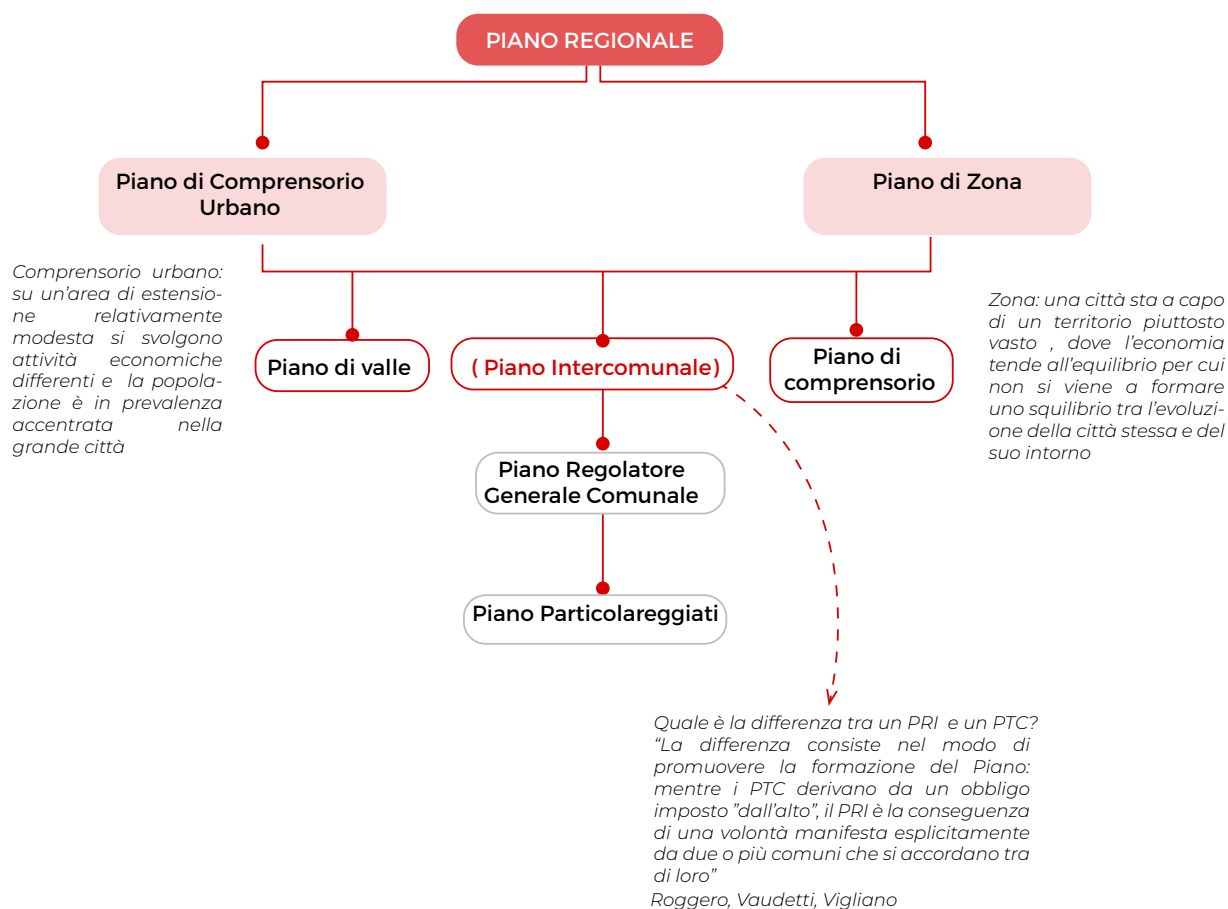 PIANO REGIONALE
Piano di Comprensorio
Urbano
Piano di Zona
Comprensorio urbano:
su un'area di estensio-
ne relativamente
modesta si svolgono
attività economiche
differenti e la popola-
zione è in prevalenza
accentrata nella
grande città
Zona: una città sta a capo
di un territorio piuttosto
vasto , dove l'economia
tende all'equilibrio per cui
non si viene a formare
uno squilibrio tra l'evoluzi-
one della città stessa e del
suo intorno
Piano di valle
( Piano Intercomunale)
Piano di
comprensorio
Piano Regolatore
Generale Comunale
Piano Particolareggiati
Quale è la differenza tra un PRI e un PTC?
“La differenza consiste nel modo di
promuovere la formazione del Piano:
mentre i PTC derivano da un obbligo
imposto ”dall'alto”, il PRI è la conseguenza
di una volontà manifesta esplicitamente
da due o più comuni che si accordano tra
di loro”
Roggero, Vaudetti, Vigliano